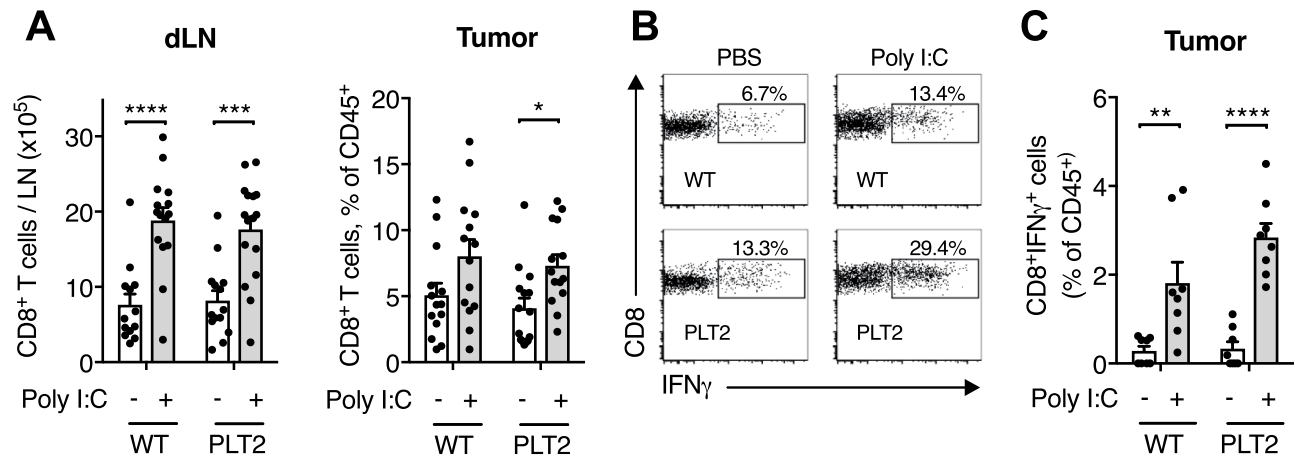 A
dLN
CD8⁺ T cells / LN (x10⁵)
30
20
10
0
****
***
Poly I:C - + - +
WT PLT2
Tumor
CD8⁺ T cells, % of CD45⁺
20
15
10
5
0
*
Poly I:C - + - +
WT PLT2
B
PBS Poly I:C
6.7% 13.4%
WT WT
13.3% 29.4%
PLT2 PLT2
CD8
IFNγ
C
Tumor
CD8⁺IFNγ⁺ cells
(% of CD45⁺)
6
4
2
0
**
****
Poly I:C - + - +
WT PLT2